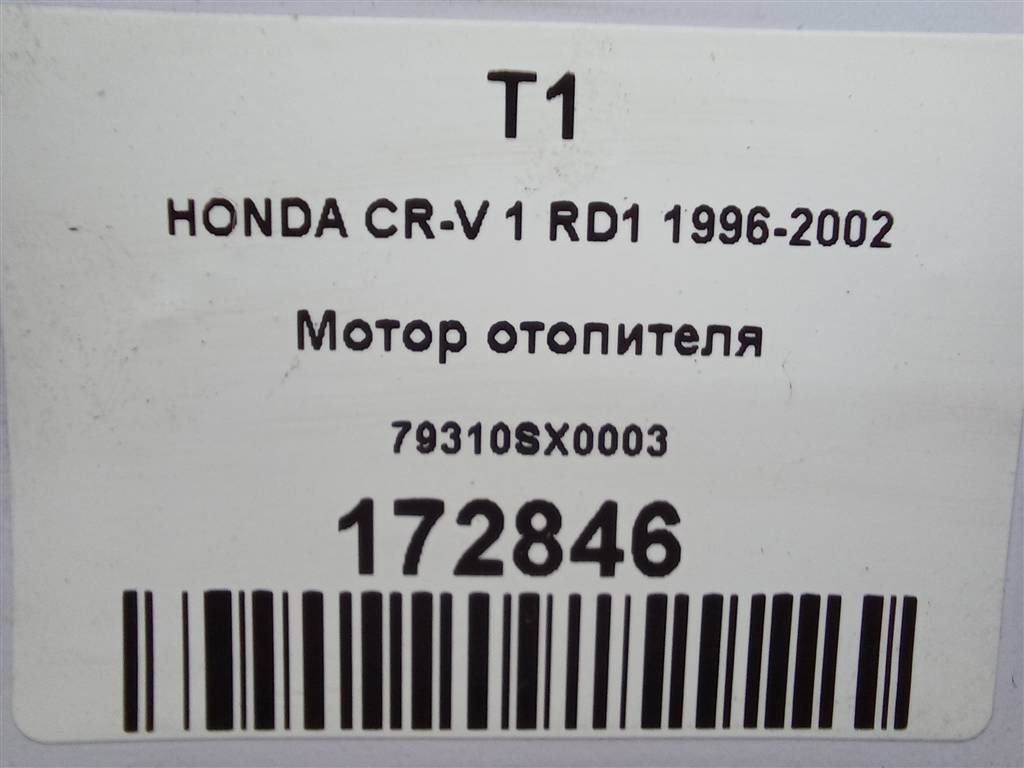 T1
HONDA CR-V 1 RD1 1996-2002
Мотор отопителя
79310SX0003
172846